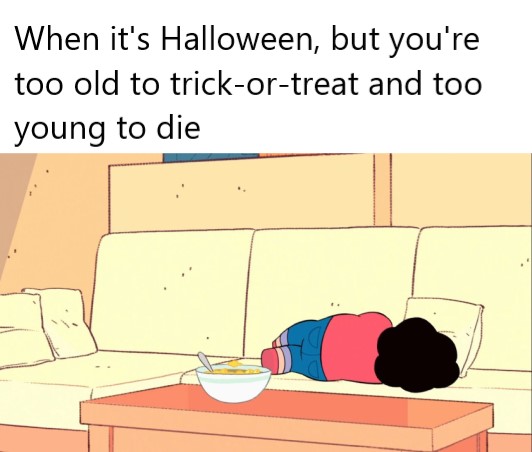 When it's Halloween, but you're
too old to trick-or-treat and too
young to die